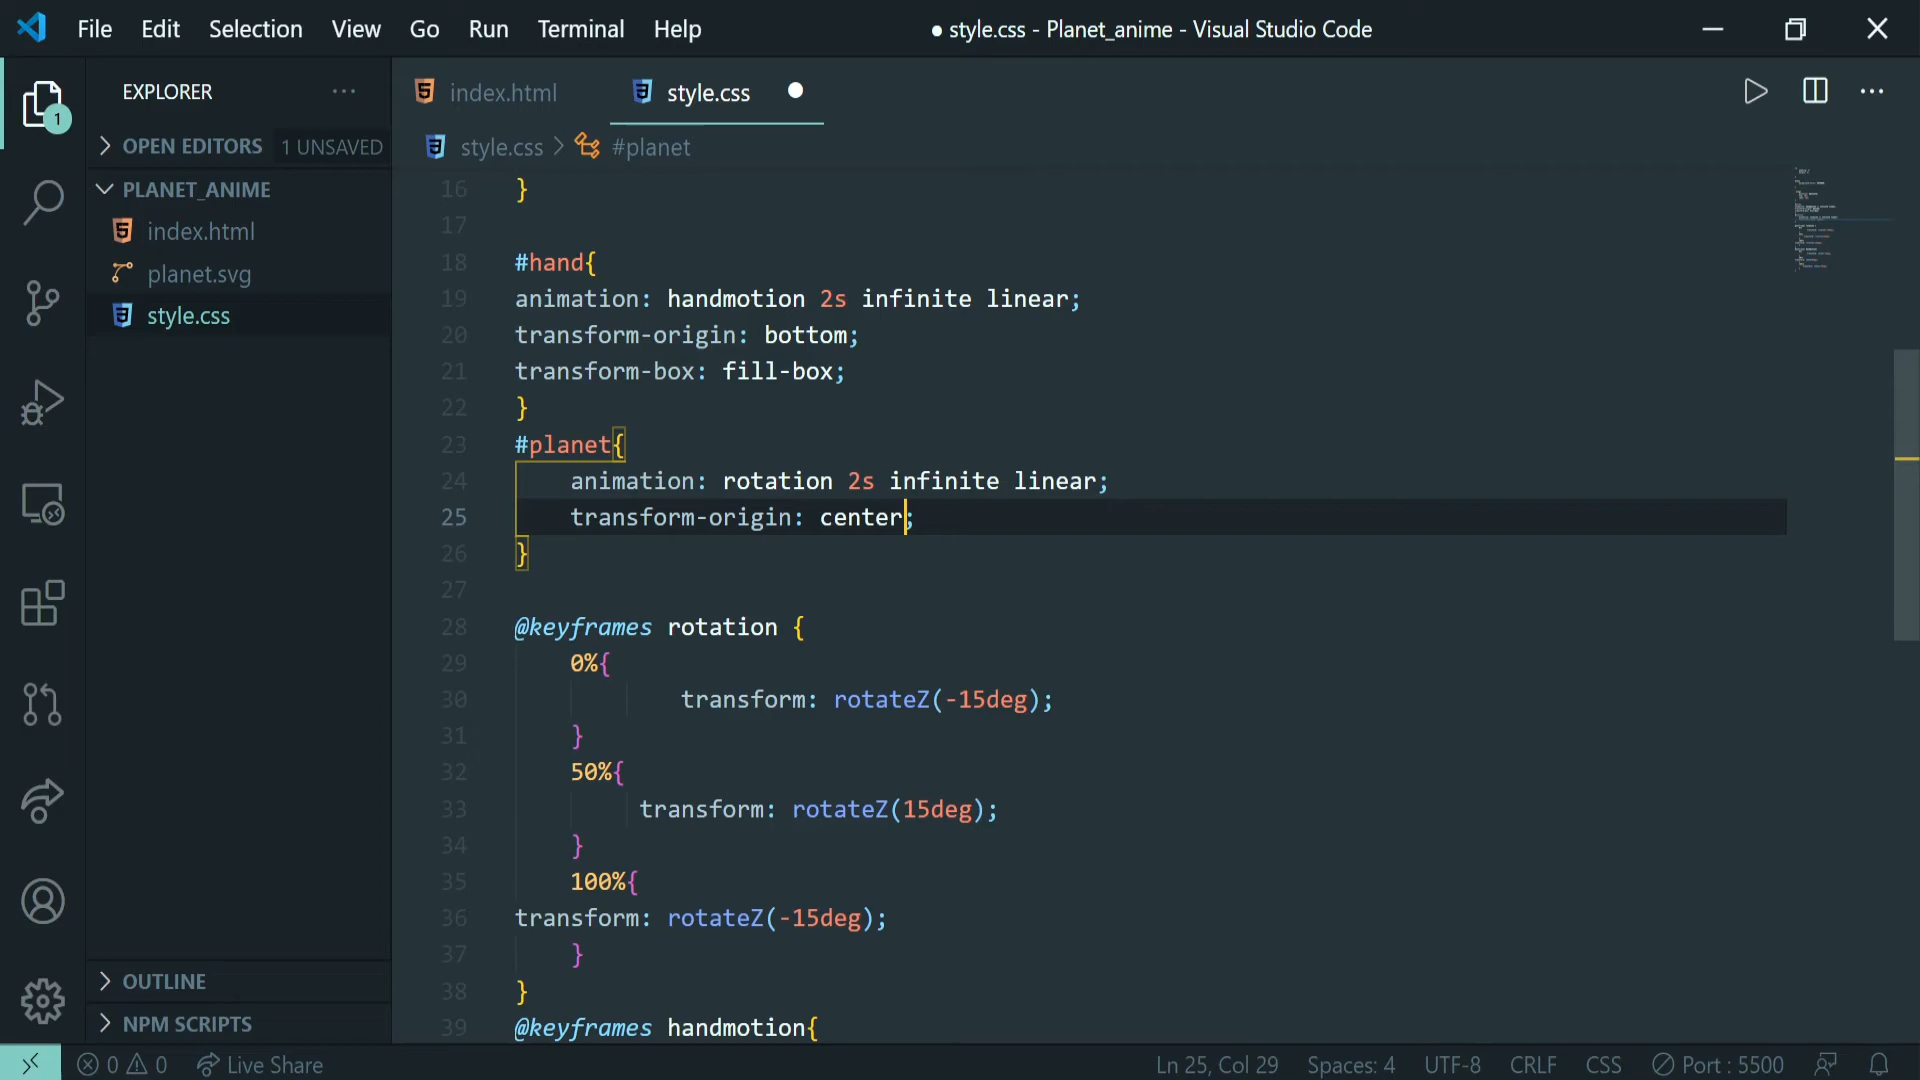 File Edit Selection View Go Run Terminal Help
● style.css - Planet_anime - Visual Studio Code
EXPLORER
index.html
style.css
OPEN EDITORS 1 UNSAVED
style.css > #planet
PLANET_ANIME
index.html
planet.svg
style.css
1
16 }
17
18 #hand{
19 animation: handmotion 2s infinite linear;
20 transform-origin: bottom;
21 transform-box: fill-box;
22 }
23 #planet{
24 animation: rotation 2s infinite linear;
25 transform-origin: center;
26 }
27
28 @keyframes rotation {
29 0%{
30 transform: rotateZ(-15deg);
31 }
32 50%{
33 transform: rotateZ(15deg);
34 }
35 100%{
36 transform: rotateZ(-15deg);
37 }
38 }
39 @keyframes handmotion{
OUTLINE
NPM SCRIPTS
0 0 Live Share
Ln 25, Col 29 Spaces: 4 UTF-8 CRLF CSS Port : 5500